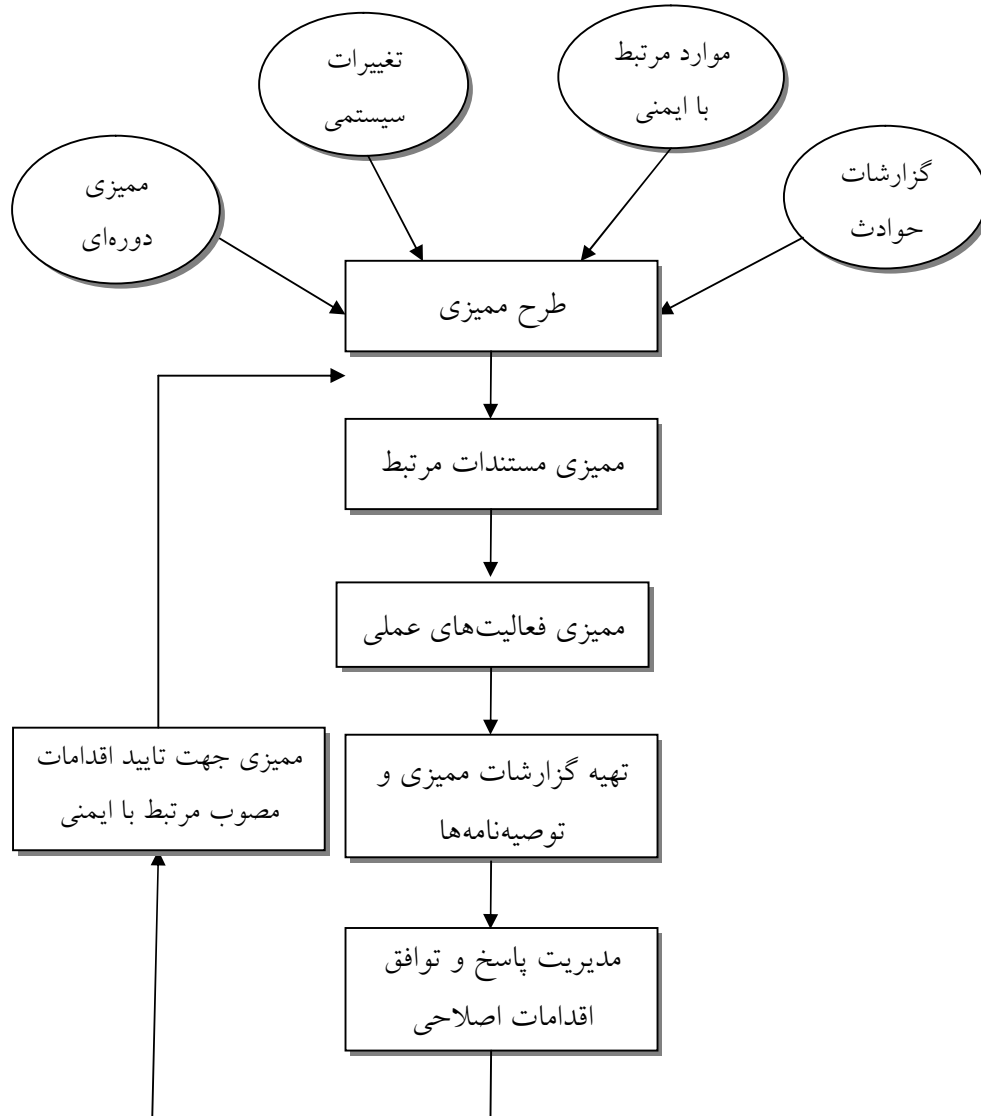 موارد مرتبط
با ایمنی
تغییرات
سیستمی
گزارشات
حوادث
ممیزی
دوره‌ای
طرح ممیزی
ممیزی مستندات مرتبط
ممیزی فعالیت‌های عملی
تهیه گزارشات ممیزی و
توصیه‌نامه‌ها
ممیزی جهت تایید اقدامات
مصوب مرتبط با ایمنی
مدیریت پاسخ و توافق
اقدامات اصلاحی